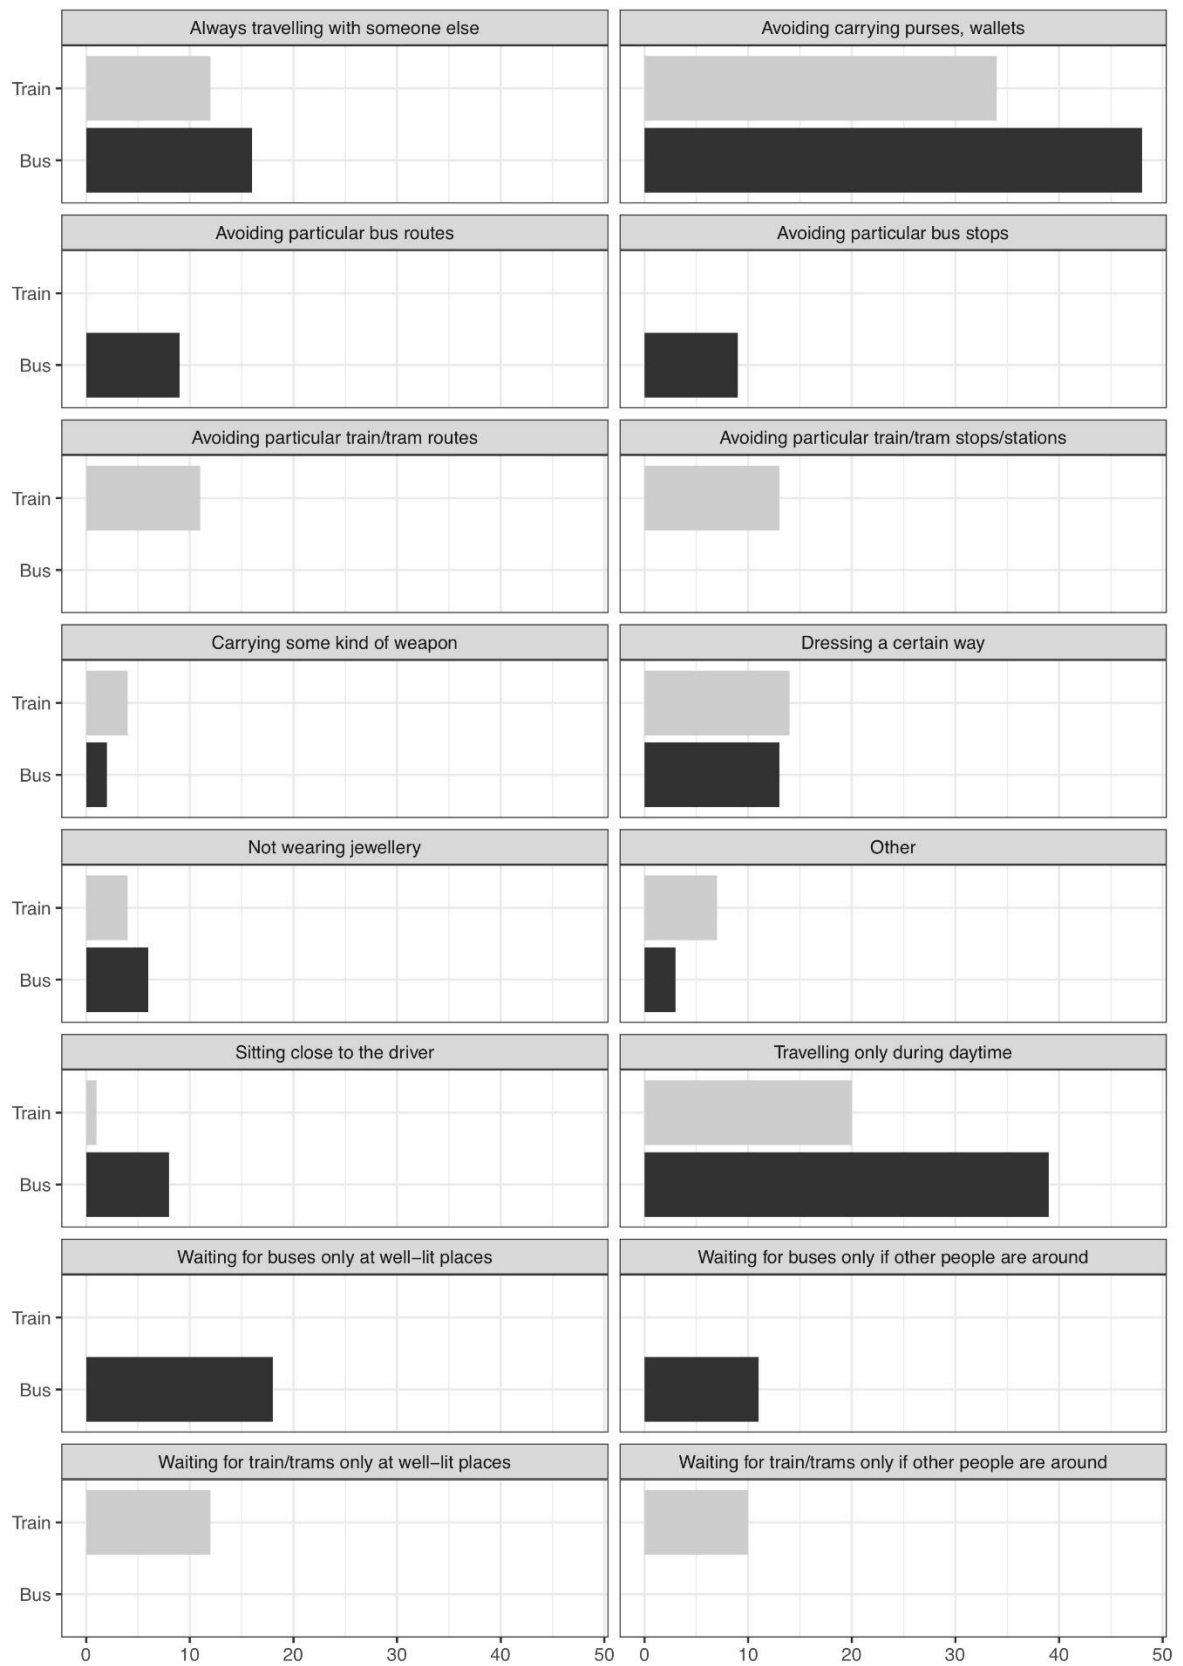 Always travelling with someone else
Avoiding carrying purses, wallets
Train
Bus
Avoiding particular bus routes
Avoiding particular bus stops
Train
Bus
Avoiding particular train/tram routes
Avoiding particular train/tram stops/stations
Train
Bus
Carrying some kind of weapon
Dressing a certain way
Train
Bus
Not wearing jewellery
Other
Train
Bus
Sitting close to the driver
Travelling only during daytime
Train
Bus
Waiting for buses only at well−lit places
Waiting for buses only if other people are around
Train
Bus
Waiting for train/trams only at well−lit places
Waiting for train/trams only if other people are around
Train
Bus
0 10 20 30 40 50
0 10 20 30 40 50